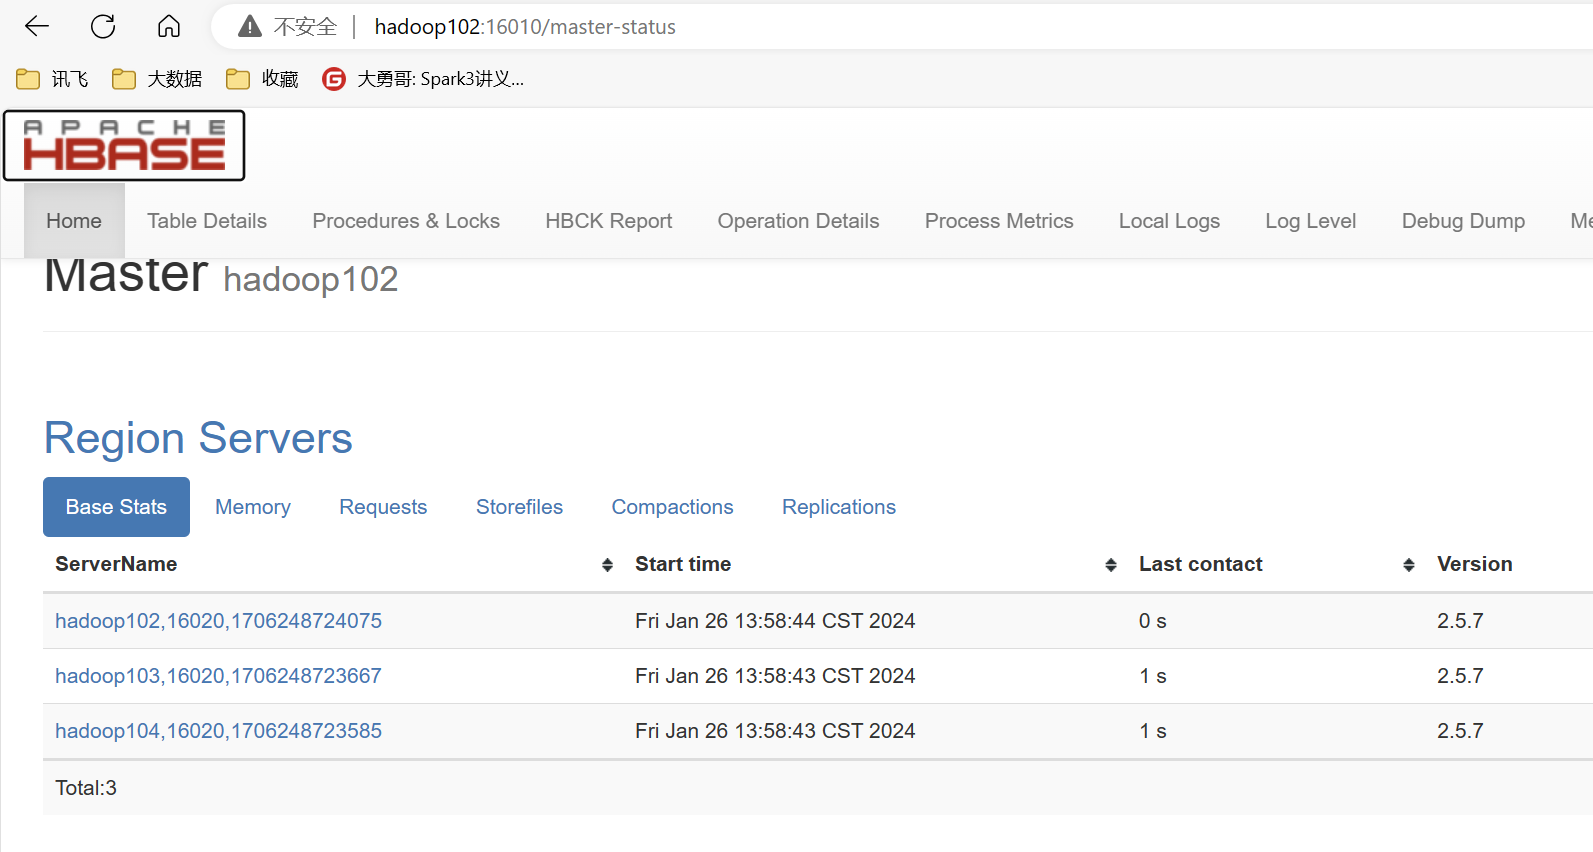 不安全 hadoop102:16010/master-status
讯飞 大数据 收藏 大勇哥: Spark3讲义...
APACHE
HBASE
Home Table Details Procedures & Locks HBCK Report Operation Details Process Metrics Local Logs Log Level Debug Dump
Master hadoop102
Region Servers
Base Stats Memory Requests Storefiles Compactions Replications
ServerName Start time Last contact Version
hadoop102,16020,1706248724075 Fri Jan 26 13:58:44 CST 2024 0 s 2.5.7
hadoop103,16020,1706248723667 Fri Jan 26 13:58:43 CST 2024 1 s 2.5.7
hadoop104,16020,1706248723585 Fri Jan 26 13:58:43 CST 2024 1 s 2.5.7
Total:3